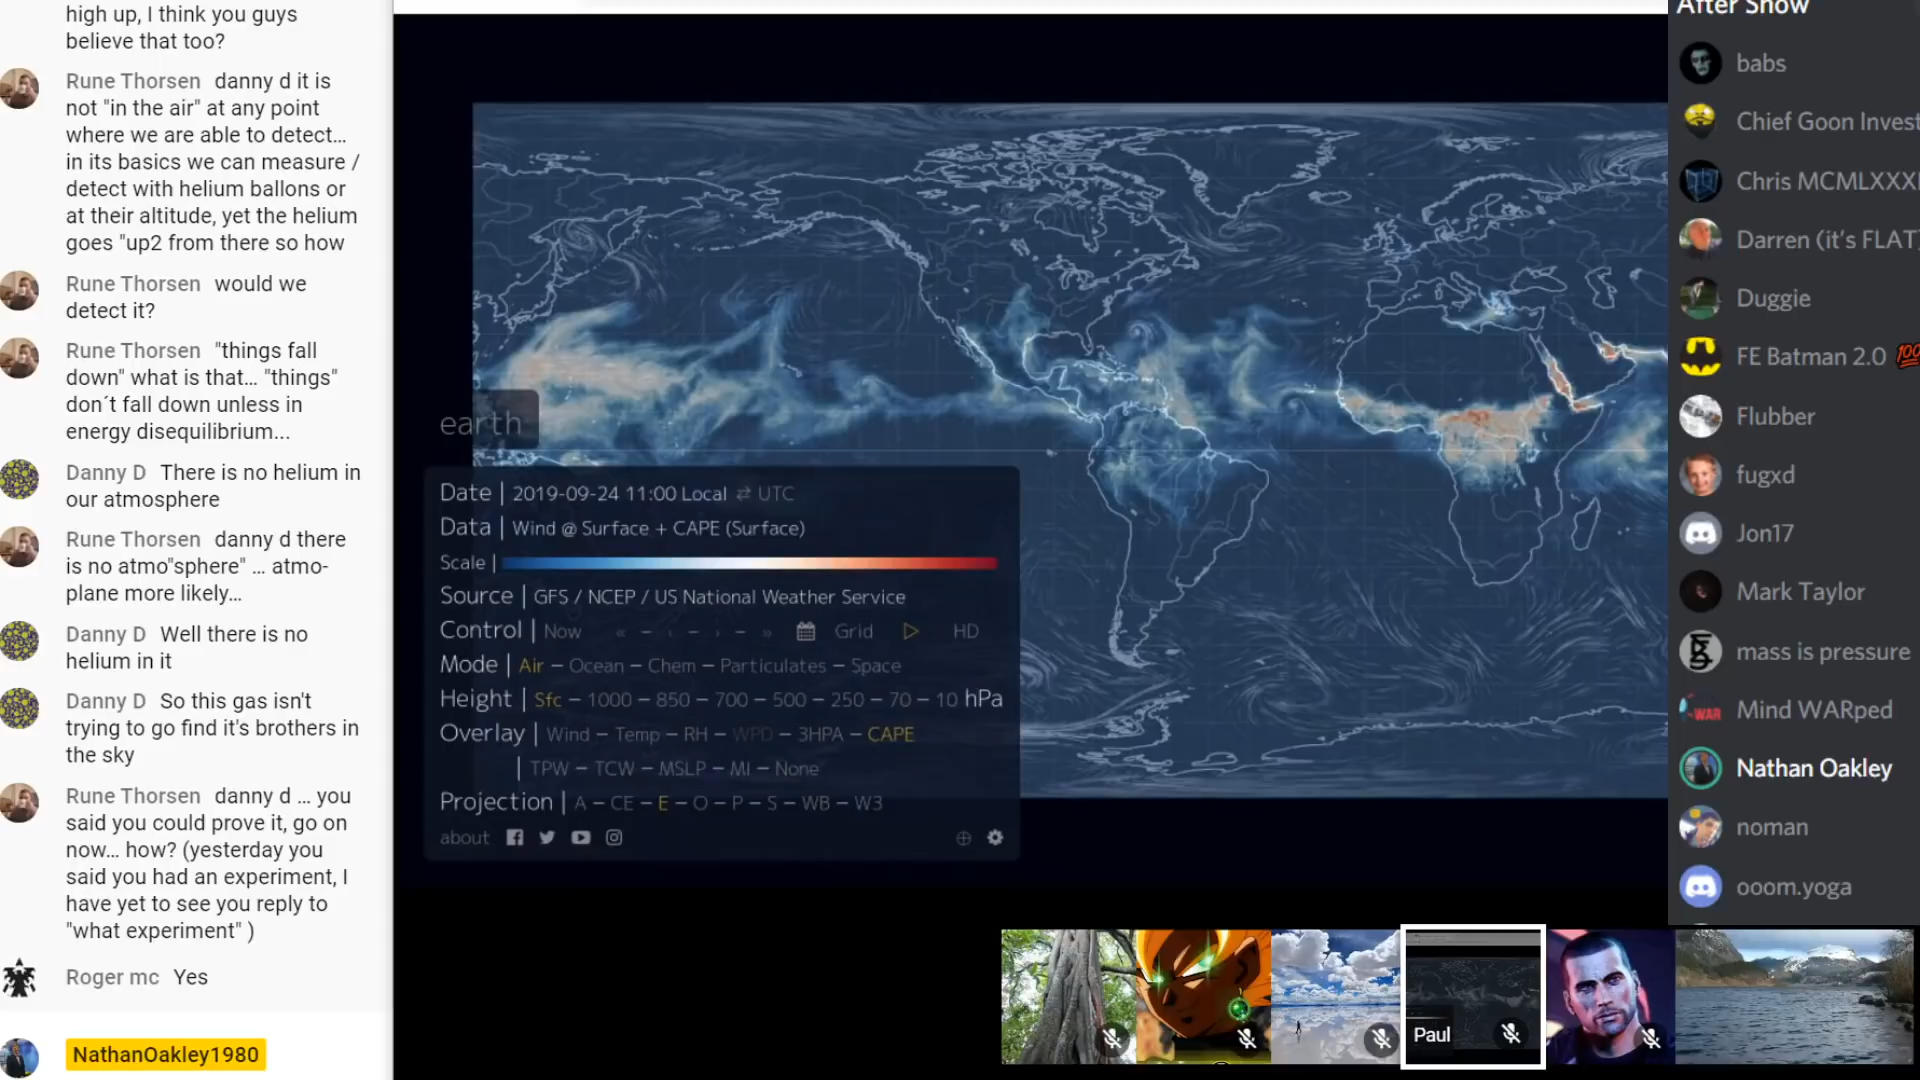 high up, I think you guys
believe that too?
Rune Thorsen danny d it is
not "in the air" at any point
where we are able to detect...
in its basics we can measure /
detect with helium ballons or
at their altitude, yet the helium
goes "up2 from there so how
Rune Thorsen would we
detect it?
Rune Thorsen "things fall
down" what is that... "things"
don´t fall down unless in
energy disequilibrium...
Danny D There is no helium in
our atmosphere
Rune Thorsen danny d there
is no atmo"sphere" ... atmo-
plane more likely...
Danny D Well there is no
helium in it
Danny D So this gas isn't
trying to go find it's brothers in
the sky
Rune Thorsen danny d ... you
said you could prove it, go on
now... how? (yesterday you
said you had an experiment, I
have yet to see you reply to
"what experiment" )
Roger mc Yes
NathanOakley1980
earth
Date | 2019-09-24 11:00 Local ⇄ UTC
Data | Wind @ Surface + CAPE (Surface)
Scale |
Source | GFS / NCEP / US National Weather Service
Control | Now « – ‹ – › – » Grid HD
Mode | Air – Ocean – Chem – Particulates – Space
Height | Sfc – 1000 – 850 – 700 – 500 – 250 – 70 – 10 hPa
Overlay | Wind – Temp – RH – WPD – 3HPA – CAPE
| TPW – TCW – MSLP – MI – None
Projection | A – CE – E – O – P – S – WB – W3
about
Paul
After Show
babs
Chief Goon Invest
Chris MCMLXXXI
Darren (it's FLAT)
Duggie
FE Batman 2.0 100
Flubber
fugxd
Jon17
Mark Taylor
mass is pressure
WAR
Mind WARped
Nathan Oakley
noman
ooom.yoga